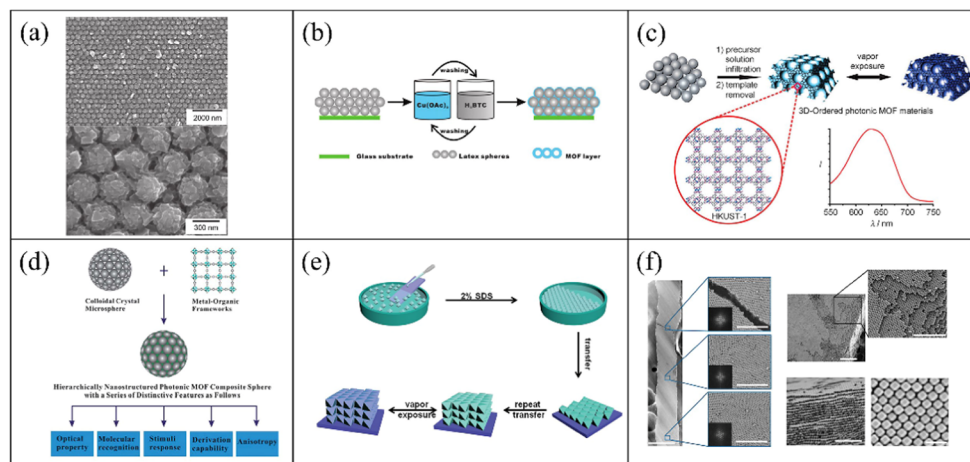 (a)
2000 nm
300 nm
(b)
washing
Cu(OAc)₂
H₃BTC
washing
Glass substrate
Latex spheres
MOF layer
(c)
1) precursor
solution
infiltration
2) template
removal
vapor
exposure
3D-Ordered photonic MOF materials
HKUST-1
I
550 600 650 700 750
λ / nm
(d)
+
Colloidal Crystal
Microsphere
Metal-Organic
Frameworks
Hierarchically Nanostructured Photonic MOF Composite Sphere
with a Series of Distinctive Features as Follows
Optical
property
Molecular
recognition
Stimuli
response
Derivation
capability
Anisotropy
(e)
2% SDS
transfer
repeat
transfer
vapor
exposure
(f)